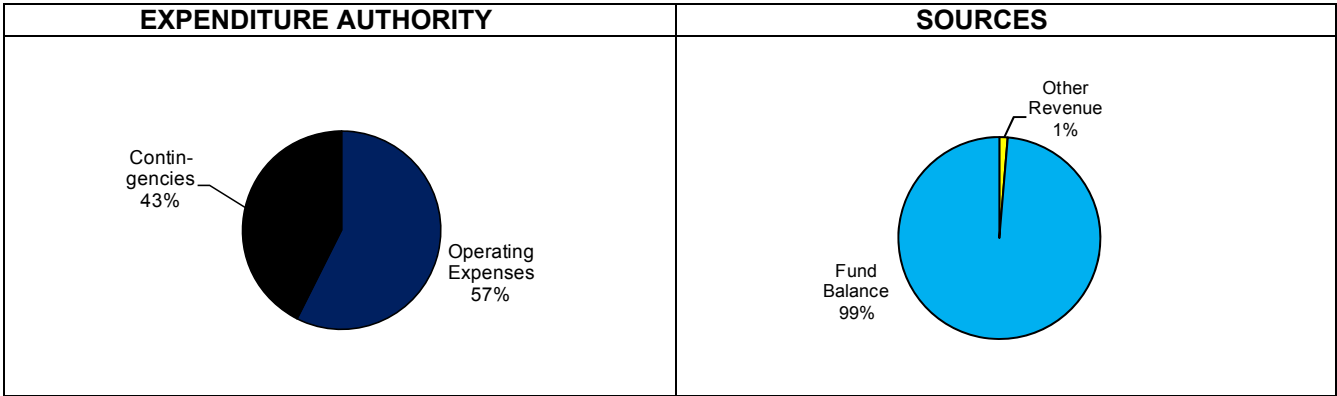 EXPENDITURE AUTHORITY
SOURCES
Contin-
gencies
43%
Operating
Expenses
57%
Other
Revenue
1%
Fund
Balance
99%